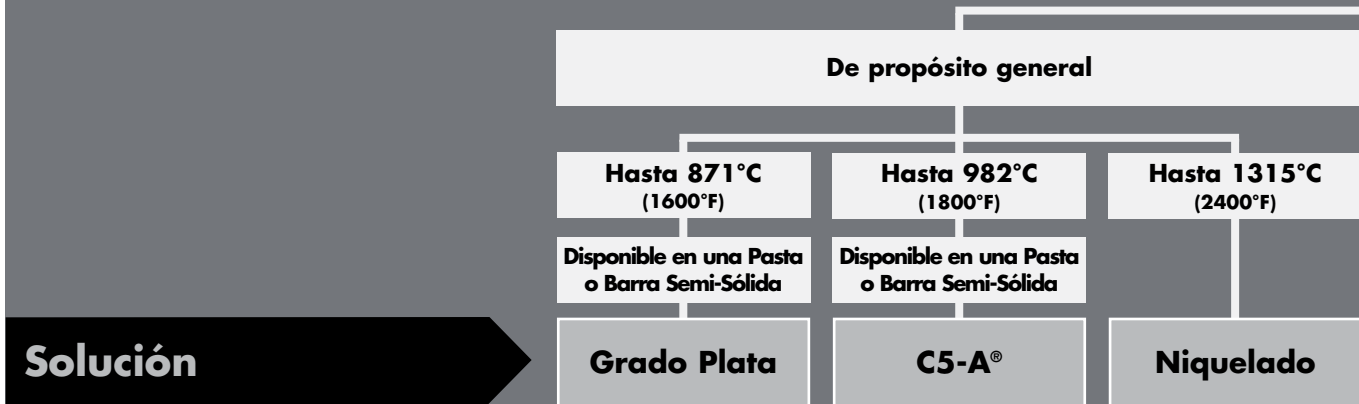 De propósito general
Hasta 871°C
(1600°F)
Hasta 982°C
(1800°F)
Hasta 1315°C
(2400°F)
Disponible en una Pasta
o Barra Semi-Sólida
Disponible en una Pasta
o Barra Semi-Sólida
Solución
Grado Plata
C5-A®
Niquelado